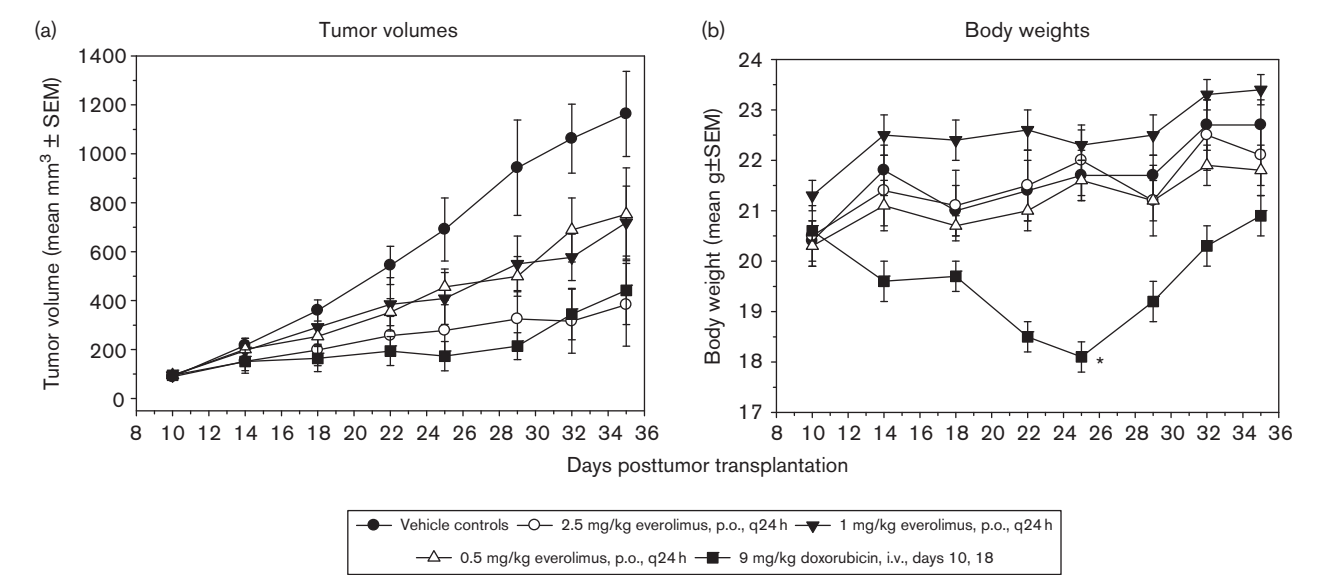 (a) Tumor volumes
Tumor volume (mean mm³ ± SEM)
1400
1200
1000
800
600
400
200
0
8 10 12 14 16 18 20 22 24 26 28 30 32 34 36
(b) Body weights
Body weight (mean g±SEM)
24
23
22
21
20
19
18
17
*
8 10 12 14 16 18 20 22 24 26 28 30 32 34 36
Days posttumor transplantation
Vehicle controls 2.5 mg/kg everolimus, p.o., q24 h 1 mg/kg everolimus, p.o., q24 h
0.5 mg/kg everolimus, p.o., q24 h 9 mg/kg doxorubicin, i.v., days 10, 18